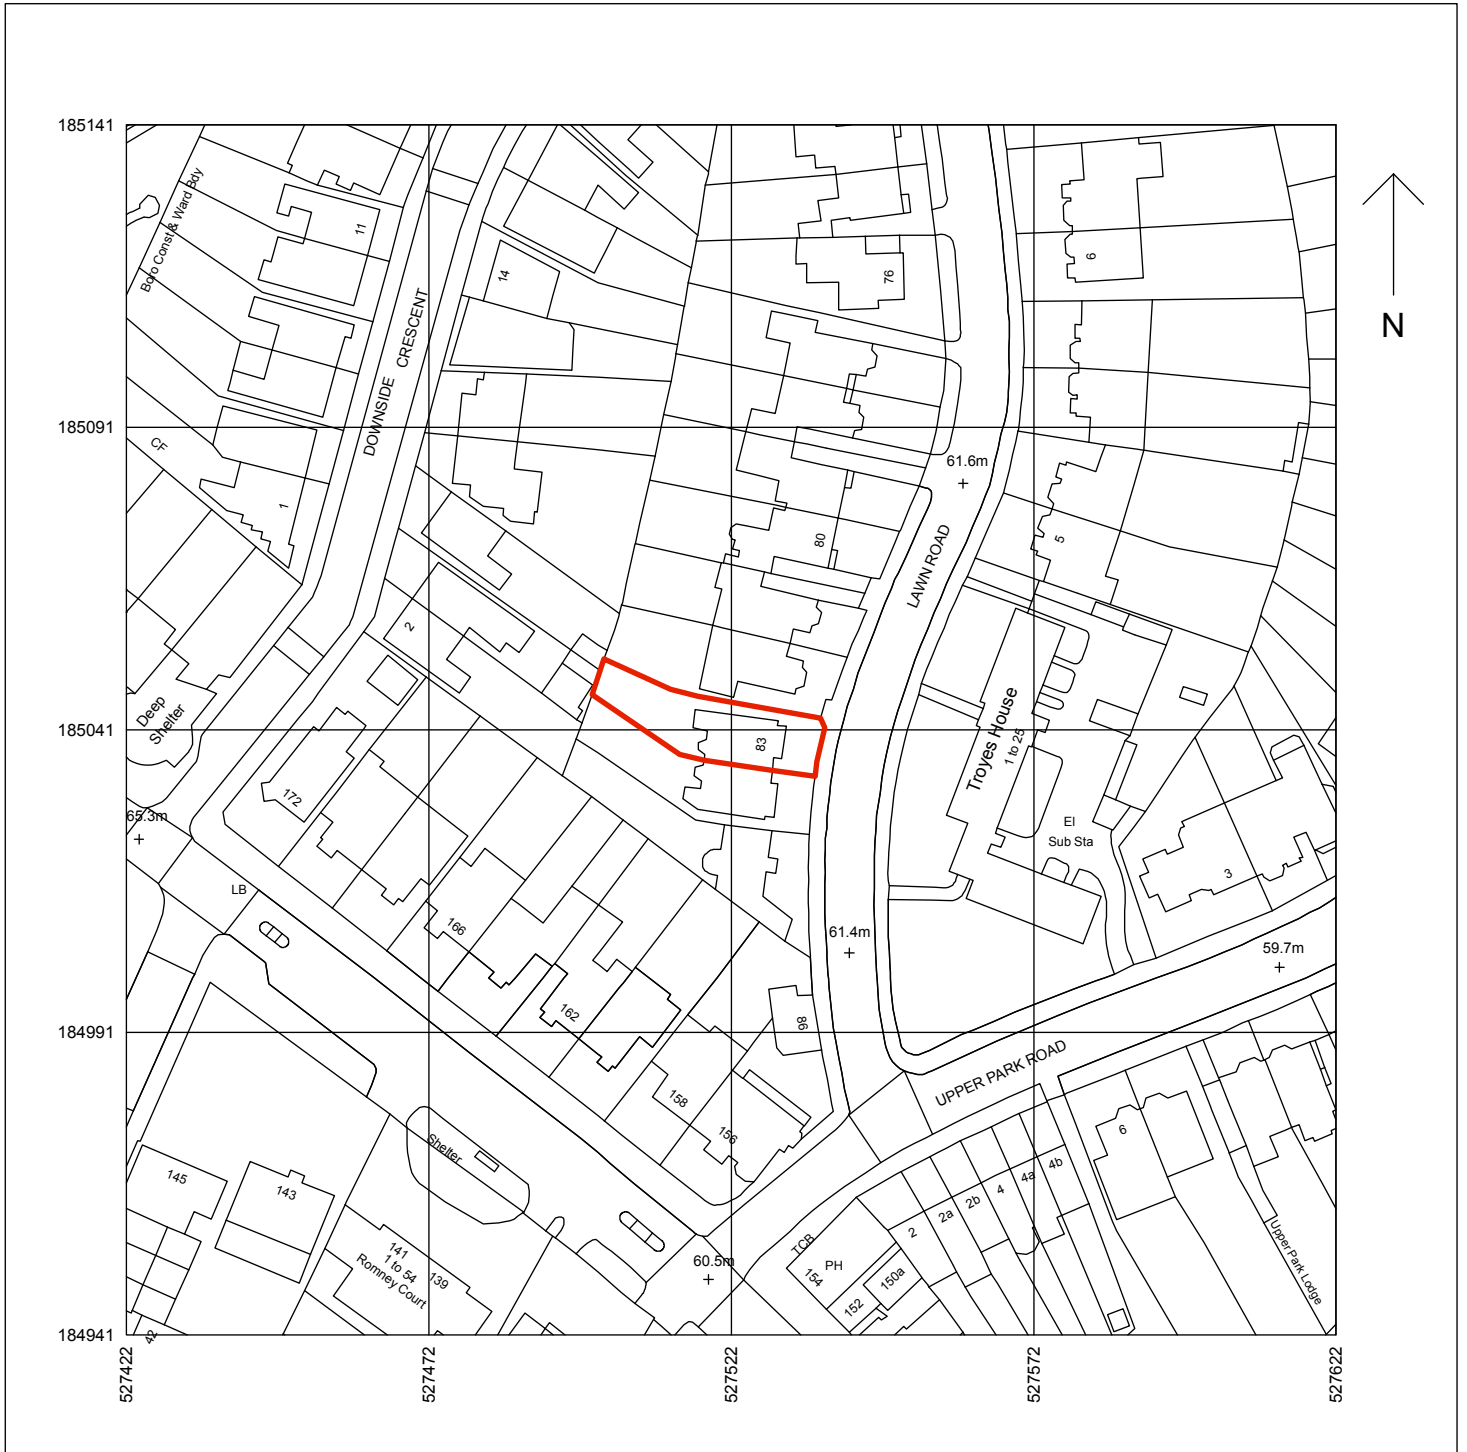 185141
185091
185041
184991
184941
527422
527472
527522
527572
527622
N
Boro Const & Ward Bdy
11
14
76
6
DOWNSIDE CRESCENT
CF
1
61.6m
80
LAWN ROAD
5
2
Deep
Shelter
83
Troyes House
1 to 25
El
Sub Sta
172
65.3m
LB
166
162
3
61.4m
59.7m
86
UPPER PARK ROAD
158
156
Shelter
145
143
141
1 to 54
139
Romney Court
42
60.5m
TCB
PH
154
152
150a
2
2a
2b
4
4a
4b
6
Upper Park Lodge